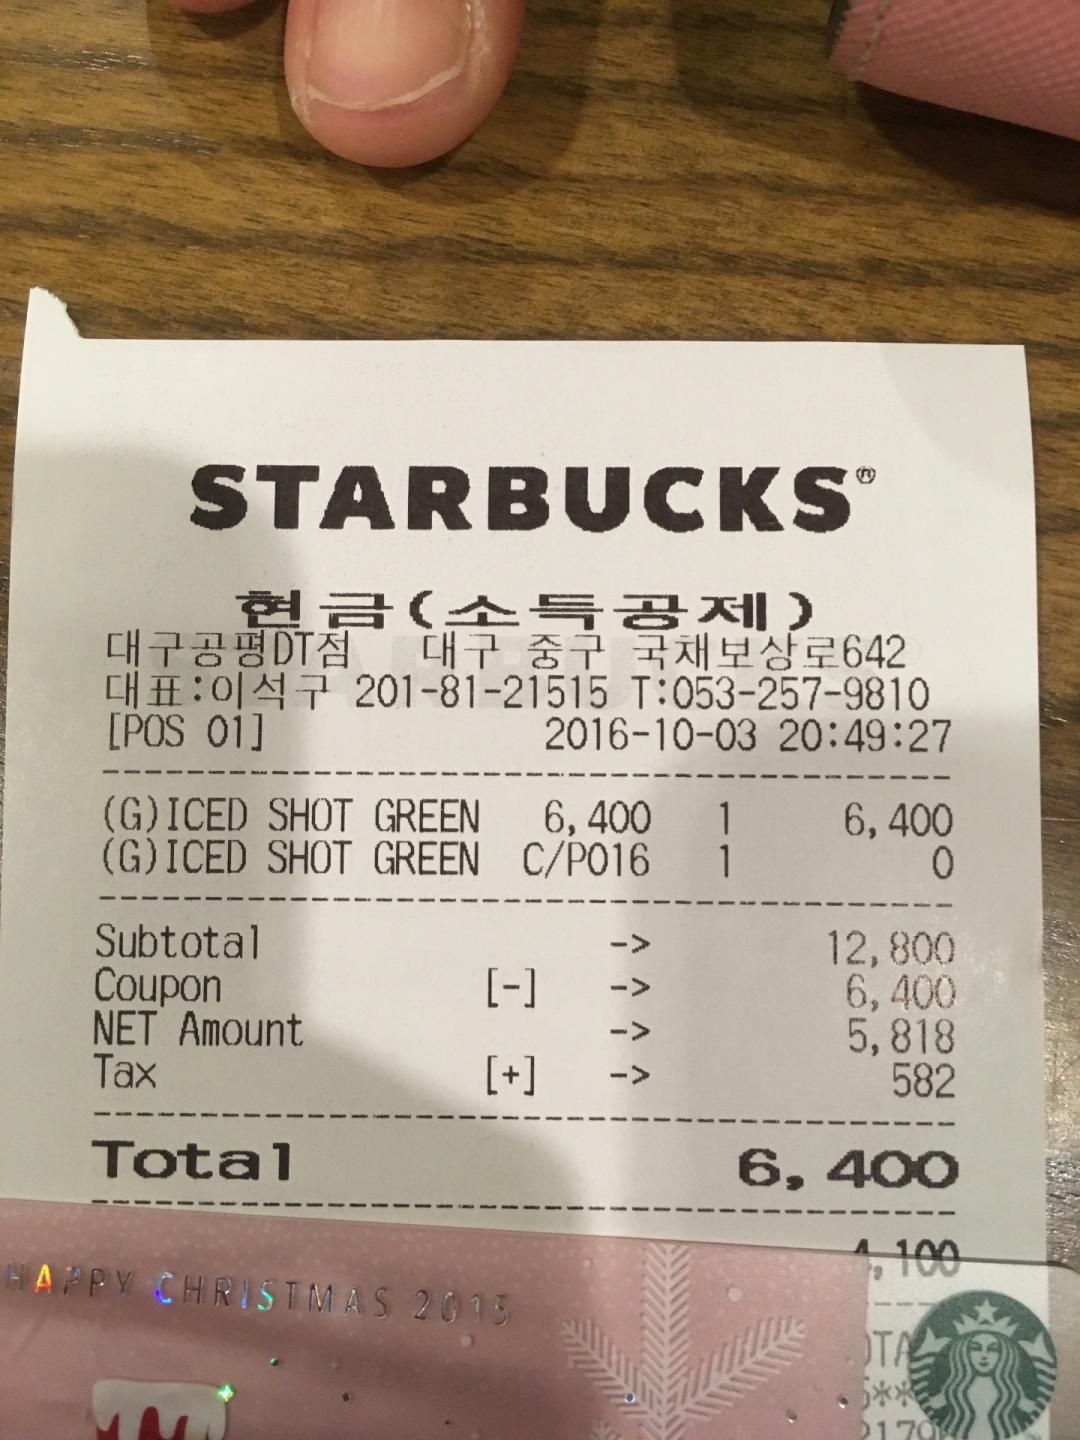 STARBUCKS®
현금(소득공제)
대구공평DT점 대구 중구 국채보상로642
대표:이석구 201-81-21515 T:053-257-9810
[POS 01] 2016-10-03 20:49:27
(G)ICED SHOT GREEN 6,400 1 6,400
(G)ICED SHOT GREEN C/P016 1 0
Subtotal -> 12,800
Coupon [-] -> 6,400
NET Amount -> 5,818
Tax [+] -> 582
Total 6,400
4,100
HAPPY CHRISTMAS 2015